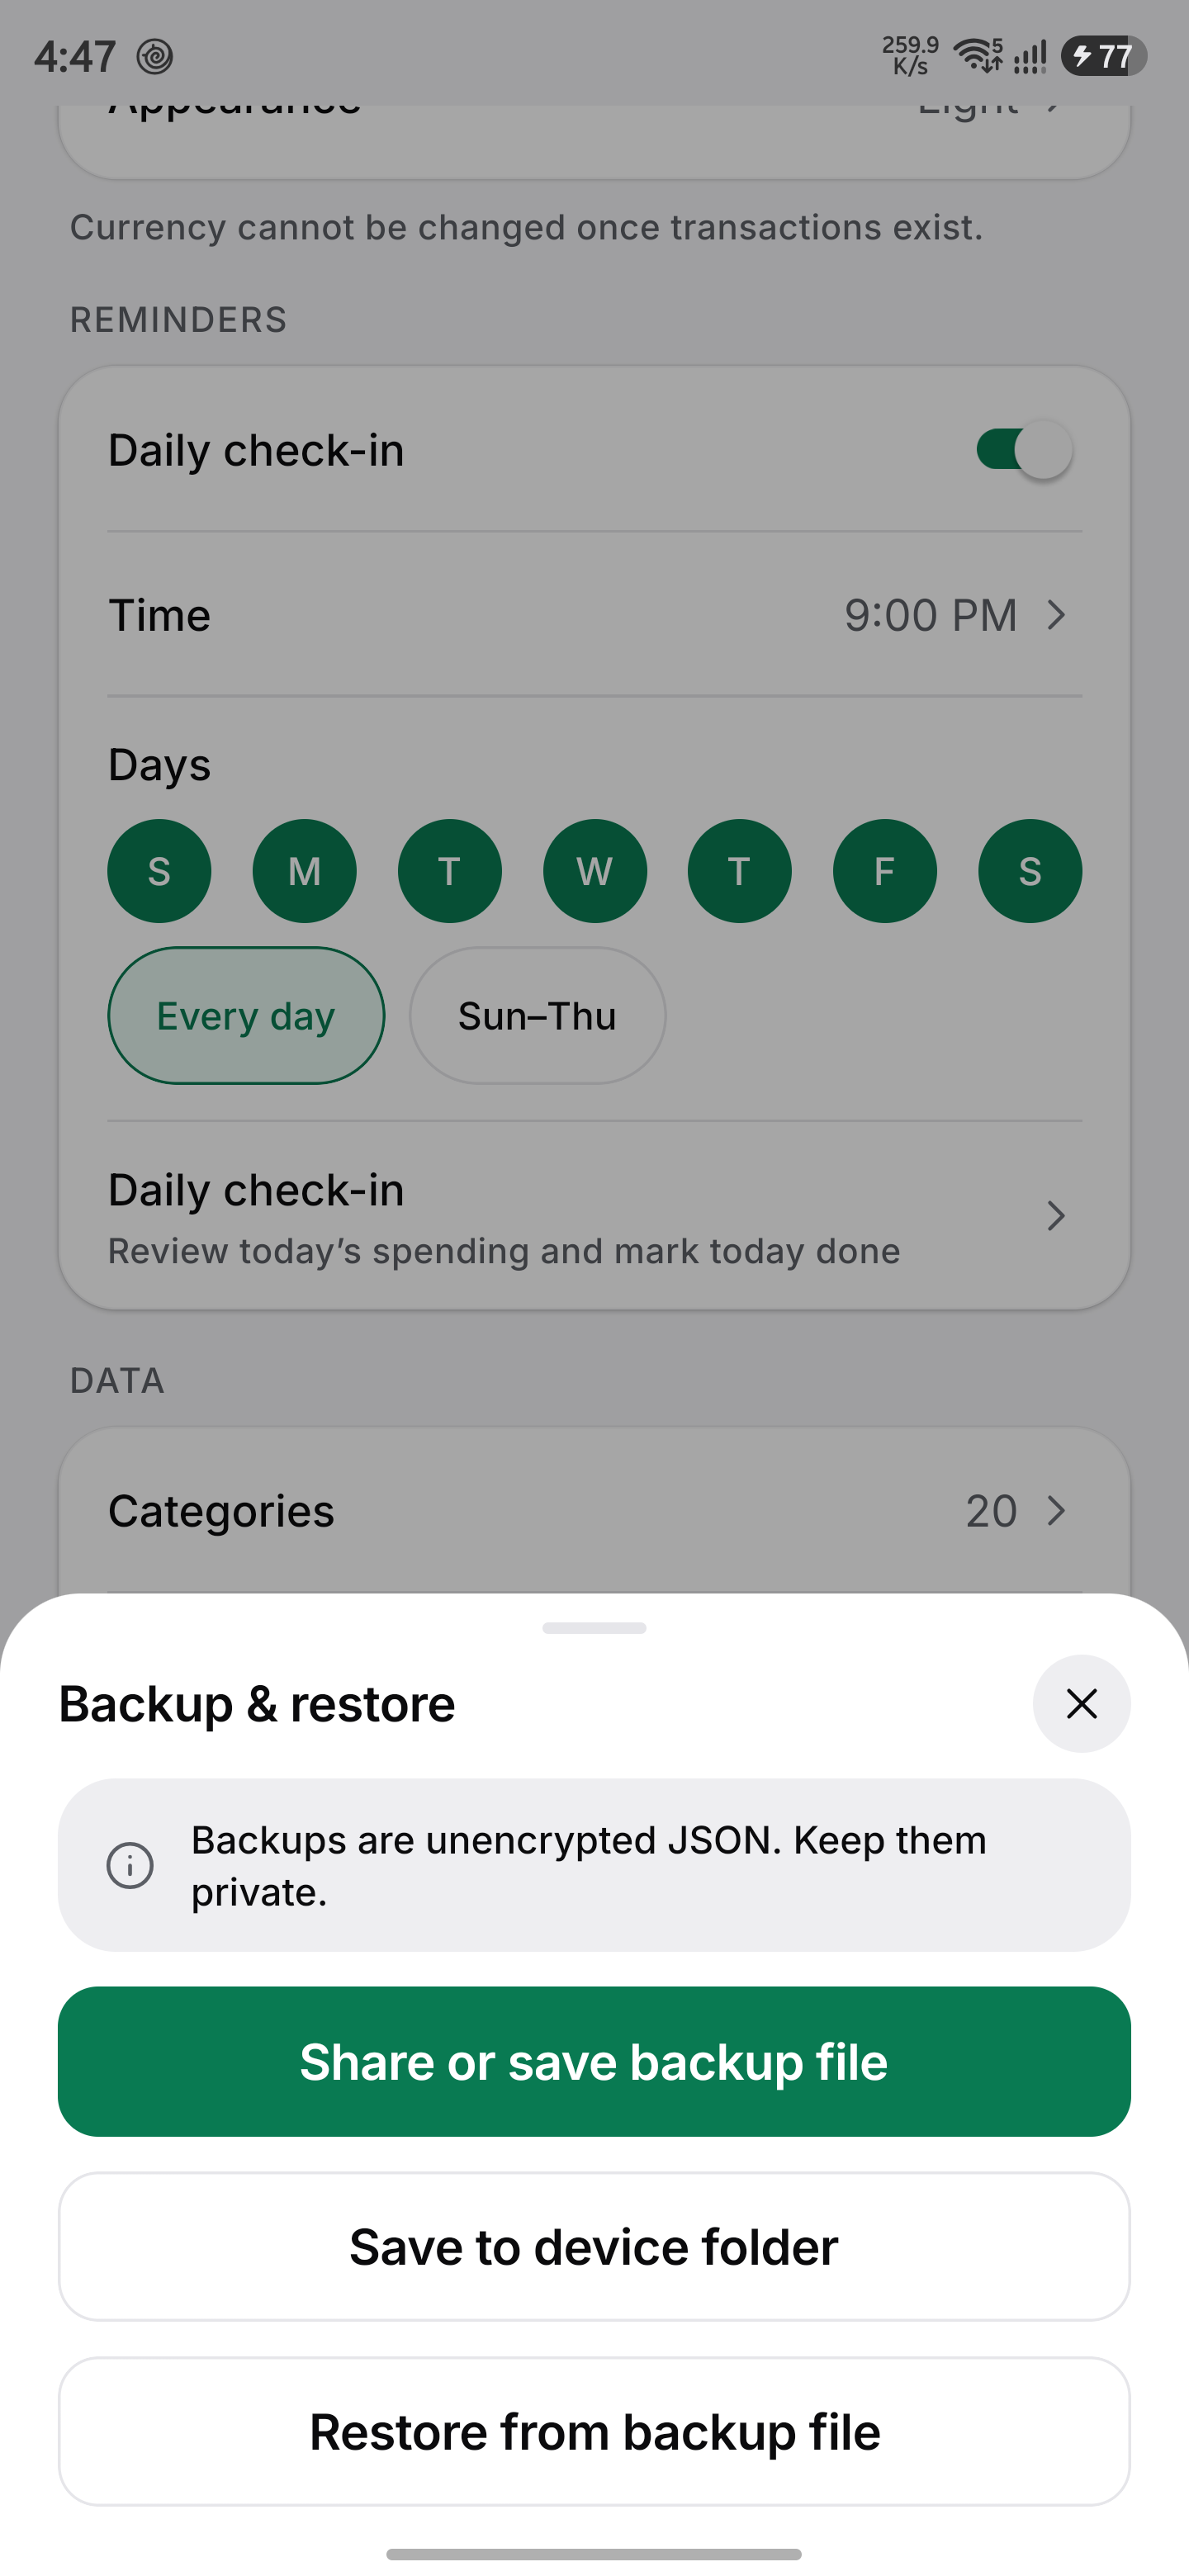 4:47
259.9
K/s
5
77
Appearance
Light
Currency cannot be changed once transactions exist.
REMINDERS
Daily check-in
Time
9:00 PM
Days
S M T W T F S
Every day
Sun–Thu
Daily check-in
Review today’s spending and mark today done
DATA
Categories
20
Backup & restore
Backups are unencrypted JSON. Keep them
private.
Share or save backup file
Save to device folder
Restore from backup file